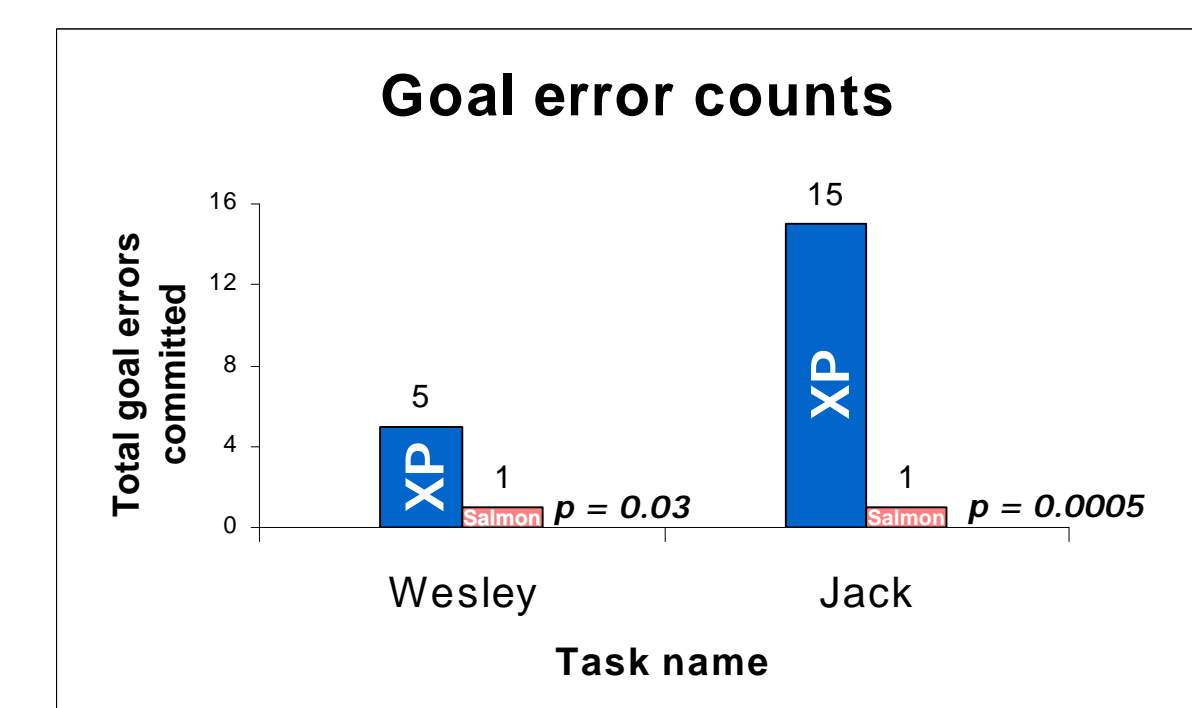 Goal error counts
Total goal errors
committed
16
12
8
4
0
5
XP
1
Salmon
p = 0.03
15
XP
1
Salmon
p = 0.0005
Wesley
Jack
Task name